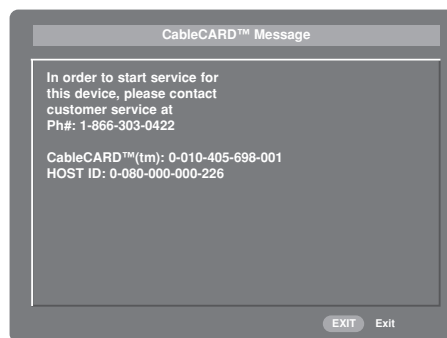 CableCARD™ Message
In order to start service for
this device, please contact
customer service at
Ph#: 1-866-303-0422
CableCARD™(tm): 0-010-405-698-001
HOST ID: 0-080-000-000-226
EXIT Exit